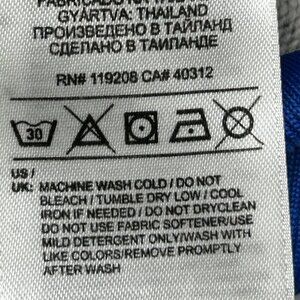 FABRICADO
GYÁRTVA: THAILAND
ПРОИЗВЕДЕНО В ТАЙЛАНД
СДЕЛАНО В ТАИЛАНДЕ
RN# 119208 CA# 40312
30
US /
UK: MACHINE WASH COLD / DO NOT
BLEACH / TUMBLE DRY LOW / COOL
IRON IF NEEDED / DO NOT DRYCLEAN
DO NOT USE FABRIC SOFTENER/USE
MILD DETERGENT ONLY/WASH WITH
LIKE COLORS/REMOVE PROMPTLY
AFTER WASH